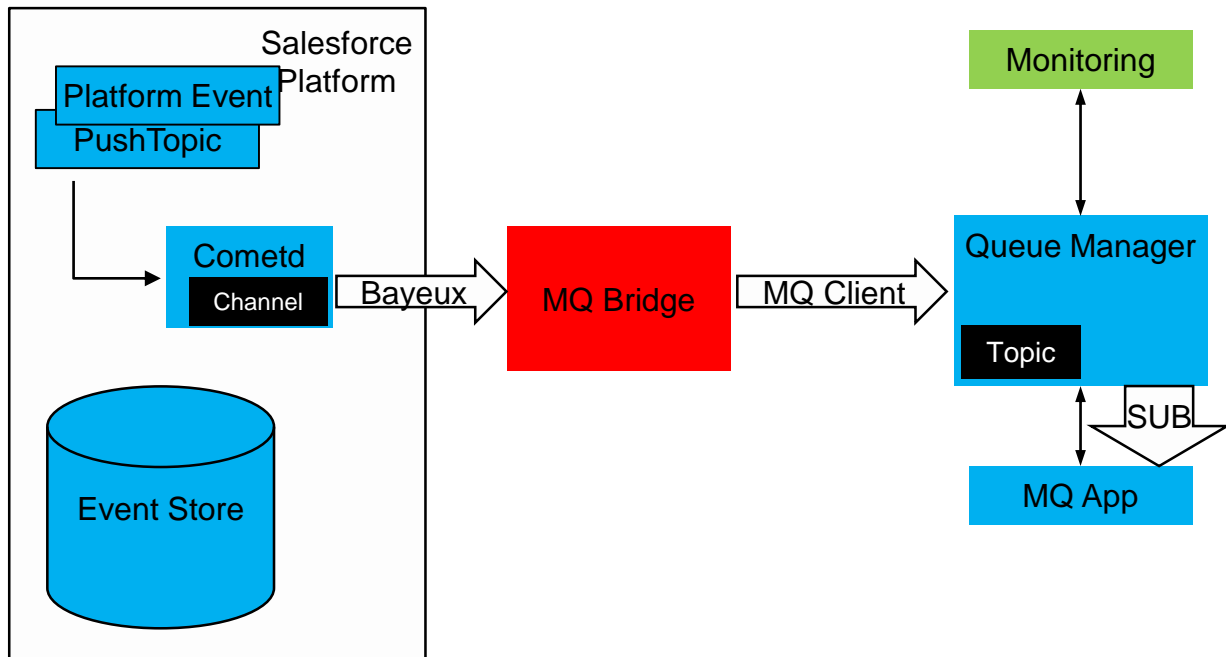 Salesforce
Platform
Platform Event
PushTopic
Cometd
Channel
Bayeux
Event Store
MQ Bridge
MQ Client
Monitoring
Queue Manager
Topic
SUB
MQ App